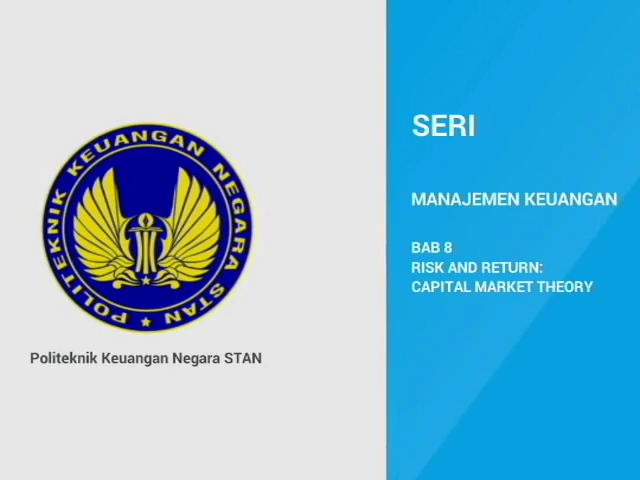 POLITEKNIK KEUANGAN NEGARA STAN
Politeknik Keuangan Negara STAN
SERI
MANAJEMEN KEUANGAN
BAB 8
RISK AND RETURN:
CAPITAL MARKET THEORY